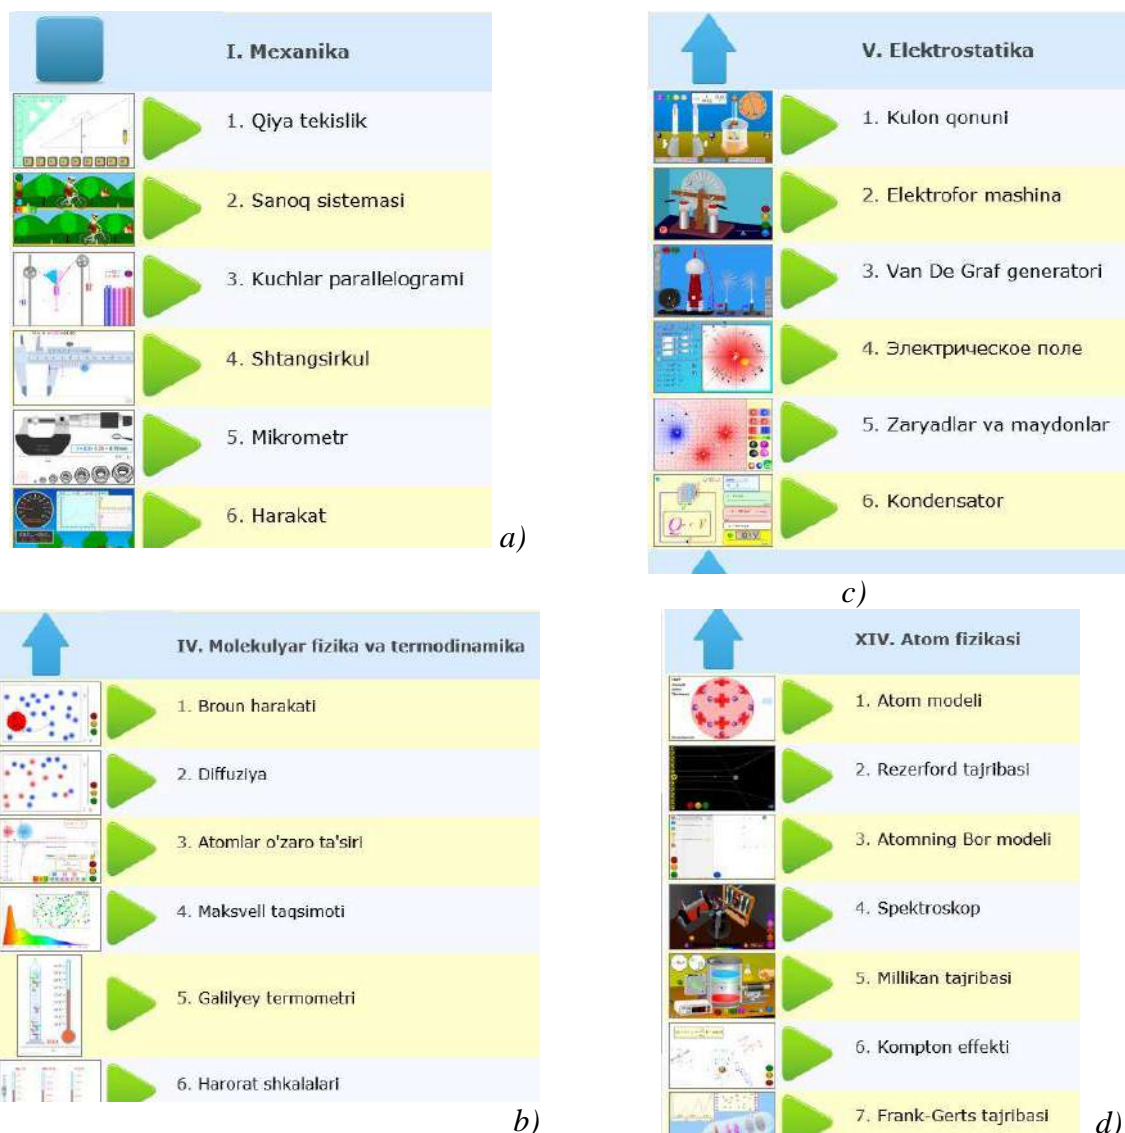 I. Mexanika
1. Qiya tekislik
2. Sanoq sistemasi
3. Kuchlar parallelogrami
4. Shtangsirkul
5. Mikrometr
6. Harakat
a)
V. Elektrostatika
1. Kulon qonuni
2. Elektrofor mashina
3. Van De Graf generatori
4. Электрическое поле
5. Zaryadlar va maydonlar
6. Kondensator
c)
IV. Molekulyar fizika va termodinamika
1. Broun harakati
2. Diffuziya
3. Atomlar o'zaro ta'siri
4. Maksvell taqsimoti
5. Galilyey termometri
6. Harorat shkalalari
b)
XIV. Atom fizikasi
1. Atom modeli
2. Rezerford tajribasi
3. Atomning Bor modeli
4. Spektroskop
5. Millikan tajribasi
6. Kompton effekti
7. Frank-Gerts tajribasi
d)